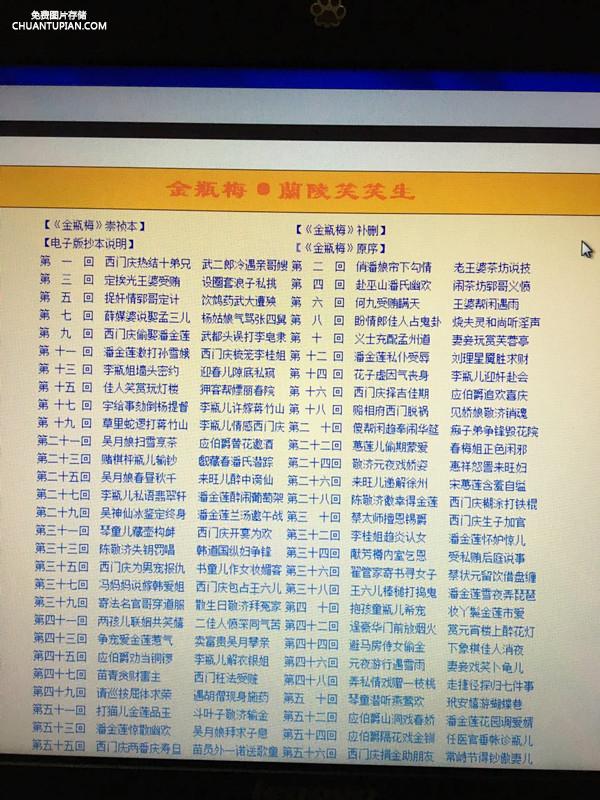 免费图片存储
CHUANTUPIAN.COM
金瓶梅●蘭陵笑笑生
【《金瓶梅》崇祯本】 【《金瓶梅》补删】
【电子版抄本说明】 【《金瓶梅》原序】
第一回 西门庆热结十弟兄 武二郎冷遇亲哥嫂 第二回 俏潘娘帘下勾情 老王婆茶坊说技
第三回 定挨光王婆受贿 设圈套浪子私挑 第四回 赴巫山潘氏幽欢 闹茶坊郓哥义愤
第五回 捉奸情郓哥定计 饮鸩药武大遭殃 第六回 何九受贿瞒天 王婆帮闲遇雨
第七回 薛媒婆说娶孟三儿 杨姑娘气骂张四舅 第八回 盼情郎佳人占鬼卦 烧夫灵和尚听淫声
第九回 西门庆偷娶潘金莲 武都头误打李皂隶 第十回 义士充配孟州道 妻妾玩赏芙蓉亭
第十一回 潘金莲激打孙雪娥 西门庆梳笼李桂姐 第十二回 潘金莲私仆受辱 刘理星魇胜求财
第十三回 李瓶姐墙头密约 迎春儿隙底私窥 第十四回 花子虚因气丧身 李瓶儿迎奸赴会
第十五回 佳人笑赏玩灯楼 狎客帮嫖丽春院 第十六回 西门庆择吉佳期 应伯爵追欢喜庆
第十七回 宇给事劾倒杨提督 李瓶儿许嫁蒋竹山 第十八回 赂相府西门脱祸 见娇娘敬济销魂
第十九回 草里蛇逻打蒋竹山 李瓶儿情感西门庆 第二十回 傻帮闲趋奉闹华筵 痴子弟争锋毁花院
第二十一回 吴月娘扫雪烹茶 应伯爵替花邀酒 第二十二回 蕙莲儿偷期蒙爱 春梅姐正色闲邪
第二十三回 赌棋枰瓶儿输钞 觑藏春潘氏潜踪 第二十四回 敬济元夜戏娇姿 惠祥怒詈来旺妇
第二十五回 吴月娘春昼秋千 来旺儿醉中谤仙 第二十六回 来旺儿递解徐州 宋蕙莲含羞自缢
第二十七回 李瓶儿私语翡翠轩 潘金莲醉闹葡萄架 第二十八回 陈敬济徼幸得金莲 西门庆糊涂打铁棍
第二十九回 吴神仙冰鉴定终身 潘金莲兰汤邀午战 第三十回 蔡太师擅恩锡爵 西门庆生子加官
第三十一回 琴童儿藏壶构衅 西门庆开宴为欢 第三十二回 李桂姐趋炎认女 潘金莲怀妒惊儿
第三十三回 陈敬济失钥罚唱 韩道国纵妇争锋 第三十四回 献芳樽内室乞恩 受私贿后庭说事
第三十五回 西门庆为男宠报仇 书童儿作女妆媚客 第三十六回 翟管家寄书寻女子 蔡状元留饮借盘缠
第三十七回 冯妈妈说嫁韩爱姐 西门庆包占王六儿 第三十八回 王六儿棒槌打捣鬼 潘金莲雪夜弄琵琶
第三十九回 寄法名官哥穿道服 散生日敬济拜冤家 第四十回 抱孩童瓶儿希宠 妆丫鬟金莲市爱
第四十一回 两孩儿联姻共笑嬉 二佳人愤深同气苦 第四十二回 逞豪华门前放烟火 赏元宵楼上醉花灯
第四十三回 争宠爱金莲惹气 卖富贵吴月攀亲 第四十四回 避马房侍女偷金 下象棋佳人消夜
第四十五回 应伯爵劝当铜锣 李瓶儿解衣银姐 第四十六回 元夜游行遇雪雨 妻妾戏笑卜龟儿
第四十七回 苗青贪财害主 西门枉法受赃 第四十八回 弄私情戏赠一枝桃 走捷径探归七件事
第四十九回 请巡按屈体求荣 遇胡僧现身施药 第五十回 琴童潜听燕莺欢 玳安嬉游蝴蝶巷
第五十一回 打猫儿金莲品玉 斗叶子敬济输金 第五十二回 应伯爵山洞戏春娇 潘金莲花园调爱婿
第五十三回 潘金莲惊散幽欢 吴月娘拜求子息 第五十四回 应伯爵隔花戏金钏 任医官垂帐诊瓶儿
第五十五回 西门庆两番庆寿旦 苗员外一诺送歌童 第五十六回 西门庆捐金助朋友 常峙节得钞傲妻儿